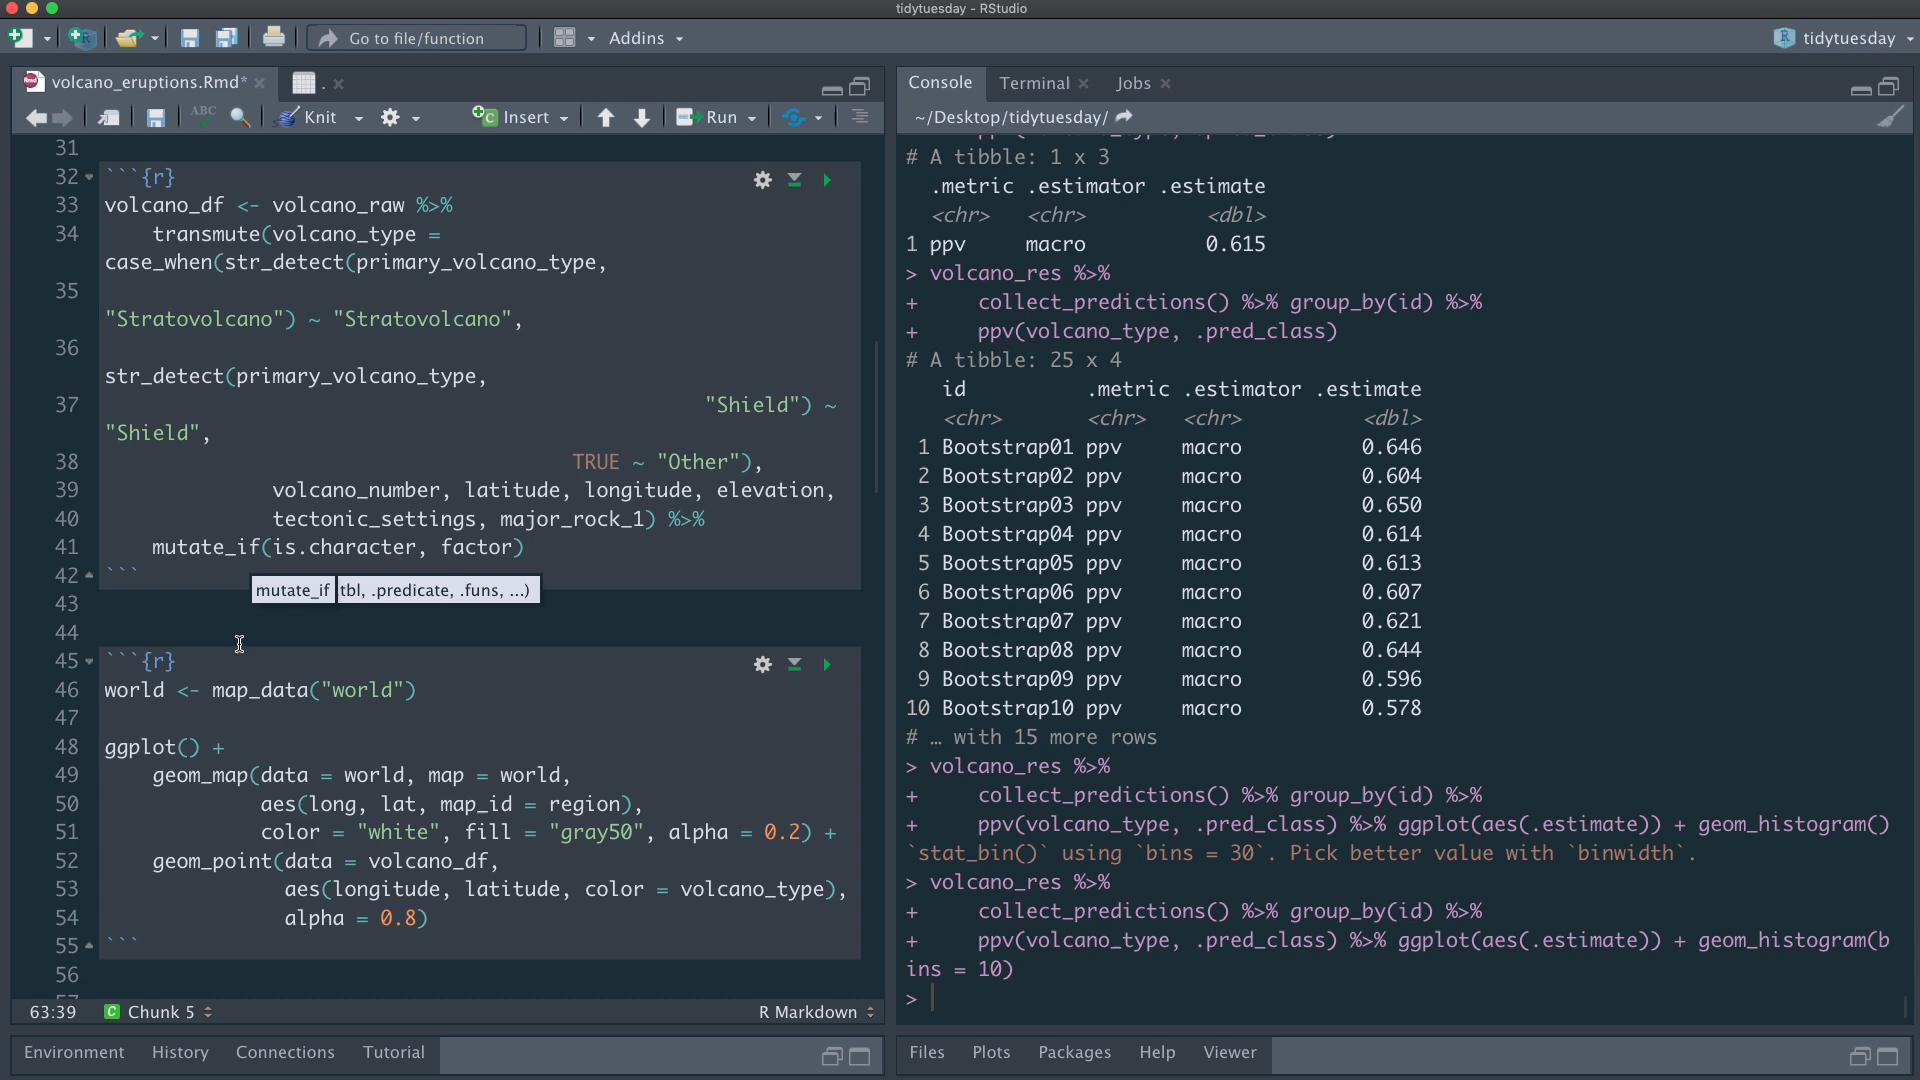 tidytuesday - RStudio
Go to file/function
Addins
tidytuesday
volcano_eruptions.Rmd*
.
ABC
Knit
Insert
Run
31
32 ```{r}
33 volcano_df <- volcano_raw %>%
34 transmute(volcano_type =
case_when(str_detect(primary_volcano_type,
35
"Stratovolcano") ~ "Stratovolcano",
36
str_detect(primary_volcano_type,
37 "Shield") ~
"Shield",
38 TRUE ~ "Other"),
39 volcano_number, latitude, longitude, elevation,
40 tectonic_settings, major_rock_1) %>%
41 mutate_if(is.character, factor)
42 ```
mutate_if tbl, .predicate, .funs, ...)
43
44
45 ```{r}
46 world <- map_data("world")
47
48 ggplot() +
49 geom_map(data = world, map = world,
50 aes(long, lat, map_id = region),
51 color = "white", fill = "gray50", alpha = 0.2) +
52 geom_point(data = volcano_df,
53 aes(longitude, latitude, color = volcano_type),
54 alpha = 0.8)
55 ```
56
63:39 C Chunk 5 R Markdown
Environment History Connections Tutorial
Console Terminal Jobs
~/Desktop/tidytuesday/
# A tibble: 1 x 3
.metric .estimator .estimate
<chr> <chr> <dbl>
1 ppv macro 0.615
> volcano_res %>%
+ collect_predictions() %>% group_by(id) %>%
+ ppv(volcano_type, .pred_class)
# A tibble: 25 x 4
id .metric .estimator .estimate
<chr> <chr> <chr> <dbl>
1 Bootstrap01 ppv macro 0.646
2 Bootstrap02 ppv macro 0.604
3 Bootstrap03 ppv macro 0.650
4 Bootstrap04 ppv macro 0.614
5 Bootstrap05 ppv macro 0.613
6 Bootstrap06 ppv macro 0.607
7 Bootstrap07 ppv macro 0.621
8 Bootstrap08 ppv macro 0.644
9 Bootstrap09 ppv macro 0.596
10 Bootstrap10 ppv macro 0.578
# … with 15 more rows
> volcano_res %>%
+ collect_predictions() %>% group_by(id) %>%
+ ppv(volcano_type, .pred_class) %>% ggplot(aes(.estimate)) + geom_histogram()
`stat_bin()` using `bins = 30`. Pick better value with `binwidth`.
> volcano_res %>%
+ collect_predictions() %>% group_by(id) %>%
+ ppv(volcano_type, .pred_class) %>% ggplot(aes(.estimate)) + geom_histogram(b
ins = 10)
>
Files Plots Packages Help Viewer